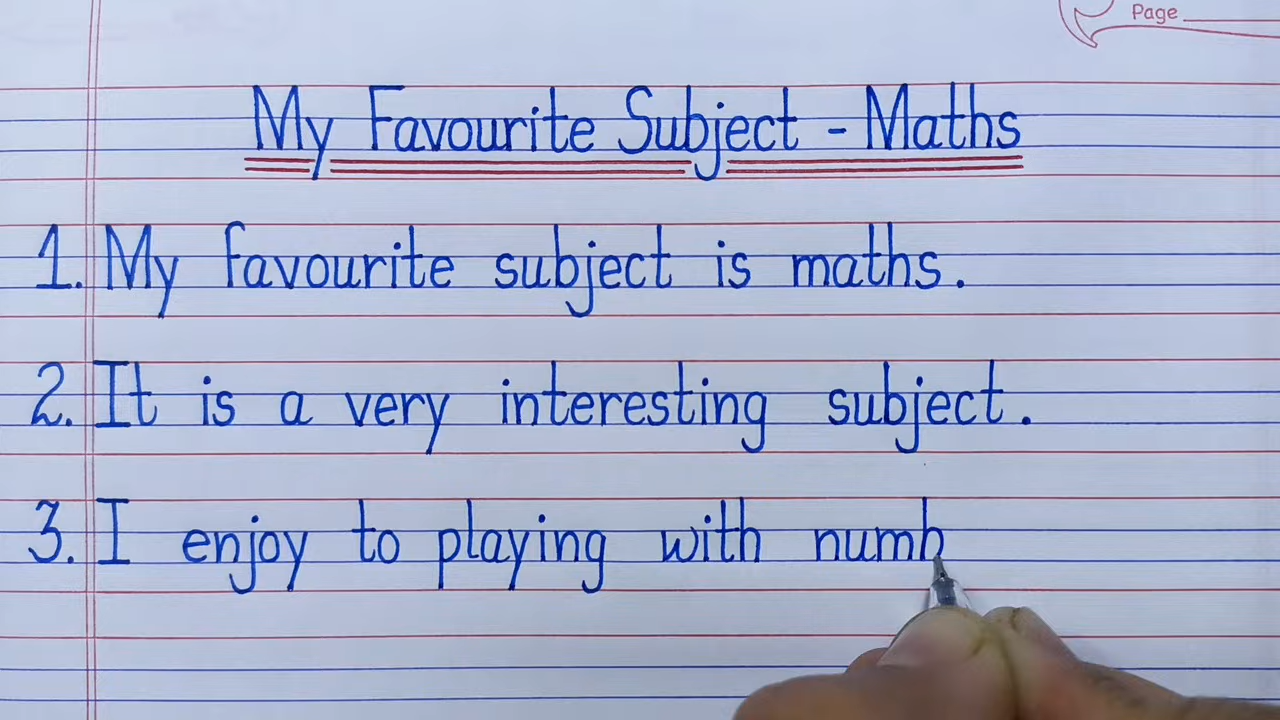 Page
My Favourite Subject - Maths
1. My favourite subject is maths.
2. It is a very interesting subject.
3. I enjoy to playing with